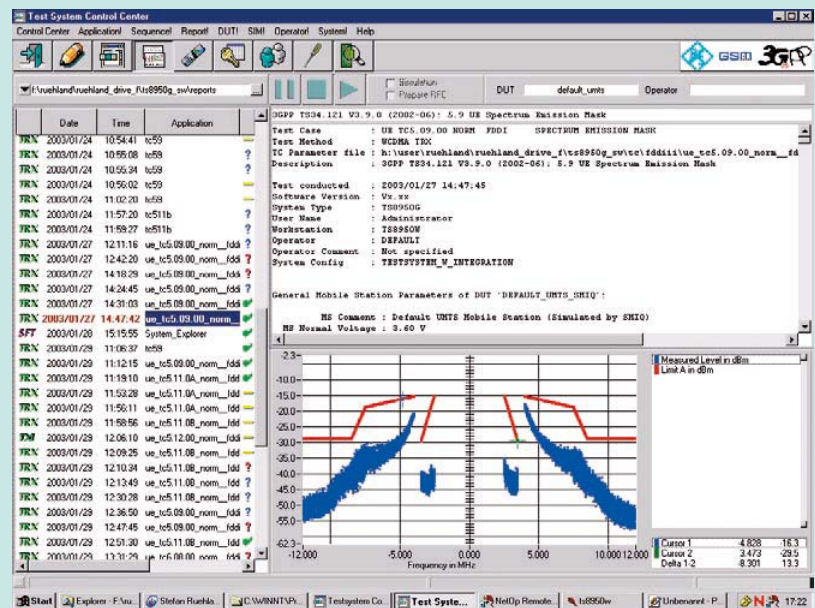 Test System Control Center
Control Center Application! Sequence! Report! DUT! SIM! Operator! System! Help
GSM 3GPP
f:\ruehland\ruehland_drive_f\ts8950g_sw\reports ...
Simulation
Prepare RFC
DUT default_umts Operator
Date Time Application
TRX 2003/01/24 10:54:41 tc59
TRX 2003/01/24 10:55:08 tc59 ?
TRX 2003/01/24 10:55:34 tc59 ?
TRX 2003/01/24 10:56:02 tc59
TRX 2003/01/24 11:02:20 tc59
TRX 2003/01/24 11:57:20 tc511b ?
TRX 2003/01/24 11:59:27 tc511b ?
TRX 2003/01/27 12:11:16 ue_tc5.09.00_norm__fddi ?
TRX 2003/01/27 12:42:20 ue_tc5.09.00_norm__fddi ?
TRX 2003/01/27 14:18:29 ue_tc5.09.00_norm__fddi ?
TRX 2003/01/27 14:24:45 ue_tc5.09.00_norm__fddi ?
TRX 2003/01/27 14:31:03 ue_tc5.09.00_norm__fddi
TRX 2003/01/27 14:47:42 ue_tc5.09.00_norm__
SFT 2003/01/28 15:15:55 System_Explorer
TRX 2003/01/29 11:06:37 tc59
TRX 2003/01/29 11:12:15 ue_tc5.09.00_norm__fddi
TRX 2003/01/29 11:19:10 ue_tc5.11.0A_norm__fdd
TRX 2003/01/29 11:53:28 ue_tc5.11.0A_norm__fdd
TRX 2003/01/29 11:56:11 ue_tc5.11.0A_norm__fdd
TRX 2003/01/29 11:58:56 ue_tc5.11.0B_norm__fdd
2003/01/29 12:06:10 ue_tc5.12.00_norm__fdd
TRX 2003/01/29 12:09:25 ue_tc5.11.0B_norm__fdd
TRX 2003/01/29 12:10:34 ue_tc5.11.0B_norm__fdd ?
TRX 2003/01/29 12:13:49 ue_tc5.11.0B_norm__fdd ?
TRX 2003/01/29 12:30:28 ue_tc5.11.0B_norm__fdd ?
TRX 2003/01/29 12:36:50 ue_tc5.09.00_norm__fddi ?
TRX 2003/01/29 12:47:45 ue_tc5.09.00_norm__fddi ?
TRX 2003/01/29 12:51:30 ue_tc5.11.0B_norm__fdd
TRX 2003/01/29 13:31:29 ue_tc6.08.00_norm__fddi ?
3GPP TS34.121 V3.9.0 (2002-06): 5.9 UE Spectrum Emission Mask
Test Case : UE TC5.09.00 NORM FDDI SPECTRUM EMISSION MASK
Test Method : WCDMA TRX
TC Parameter file : h:\user\ruehland\ruehland_drive_f\ts8950g_sw\tc\fddiii\ue_tc5.09.00_norm__fd
Description : 3GPP TS34.121 V3.9.0 (2002-06): 5.9 UE Spectrum Emission Mask
Test conducted : 2003/01/27 14:47:45
Software Version : Vx.xx
System Type : TS8950G
User Name : Administrator
Workstation : TS8950W
Operator : DEFAULT
Operator Comment : Not specified
System Config : TESTSYSTEM_W_INTEGRATION
General Mobile Station Parameters of DUT 'DEFAULT_UMTS_SMIQ':
MS Comment : Default UMTS Mobile Station (Simulated by SMIQ)
MS Normal Voltage : 3.60 V
-2.3
-10.0
-15.0
-20.0
-25.0
-30.0
-35.0
-40.0
-45.0
-50.0
-55.0
-62.3
-12.000 -5.000 0.000 5.000 10.000 12.000
Frequency in MHz
Measured Level in dBm
Limit A in dBm
Cursor 1 -4.828 -16.3
Cursor 2 3.473 -29.5
Delta 1-2 -8.301 13.3
Start Explorer - F:\ru... Stefan Ruehla... C:\WINNT\Pr... Testsystem Co... Test Syste... NetOp Remote... ts8950w Unbenannt - P... N 17:22